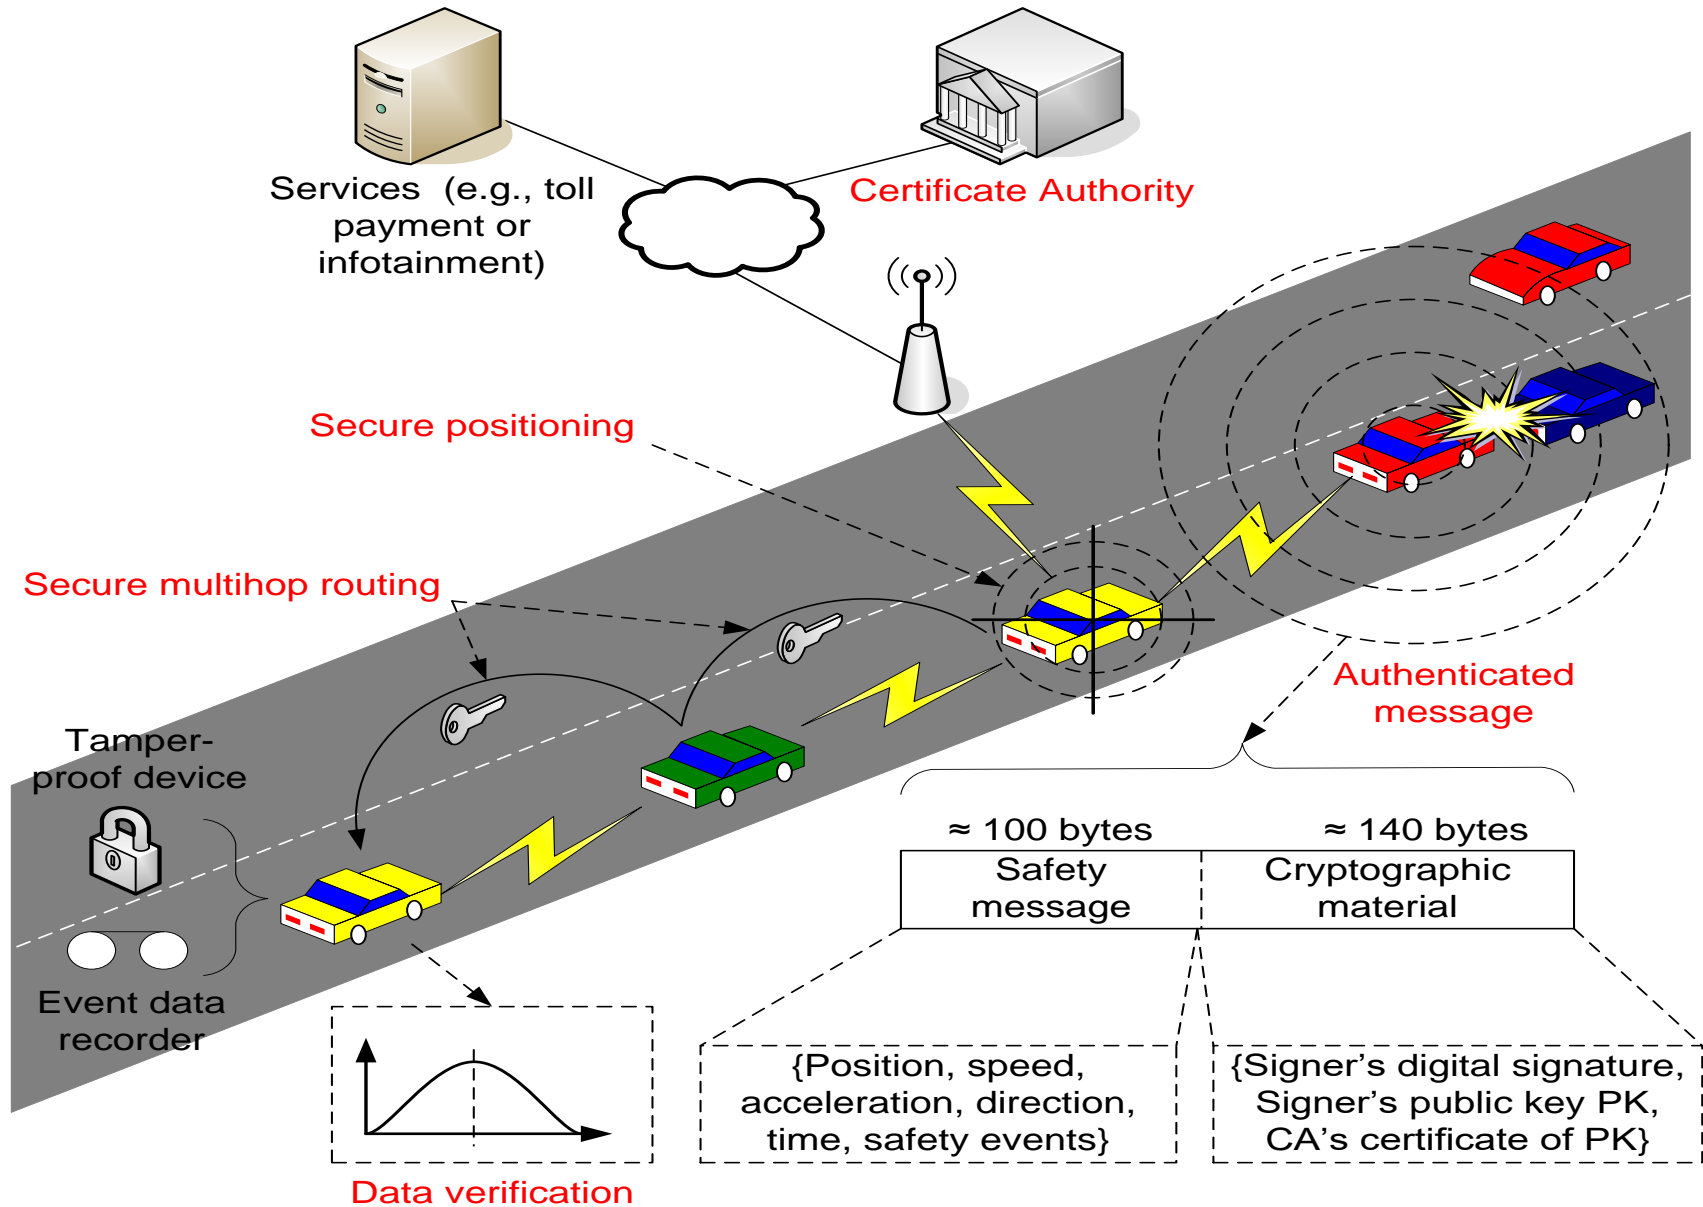 Services (e.g., toll
payment or
infotainment)
Certificate Authority
Secure positioning
Secure multihop routing
Tamper-
proof device
Event data
recorder
Data verification
Authenticated
message
≈ 100 bytes
≈ 140 bytes
Safety
message
Cryptographic
material
{Position, speed,
acceleration, direction,
time, safety events}
{Signer’s digital signature,
Signer’s public key PK,
CA’s certificate of PK}